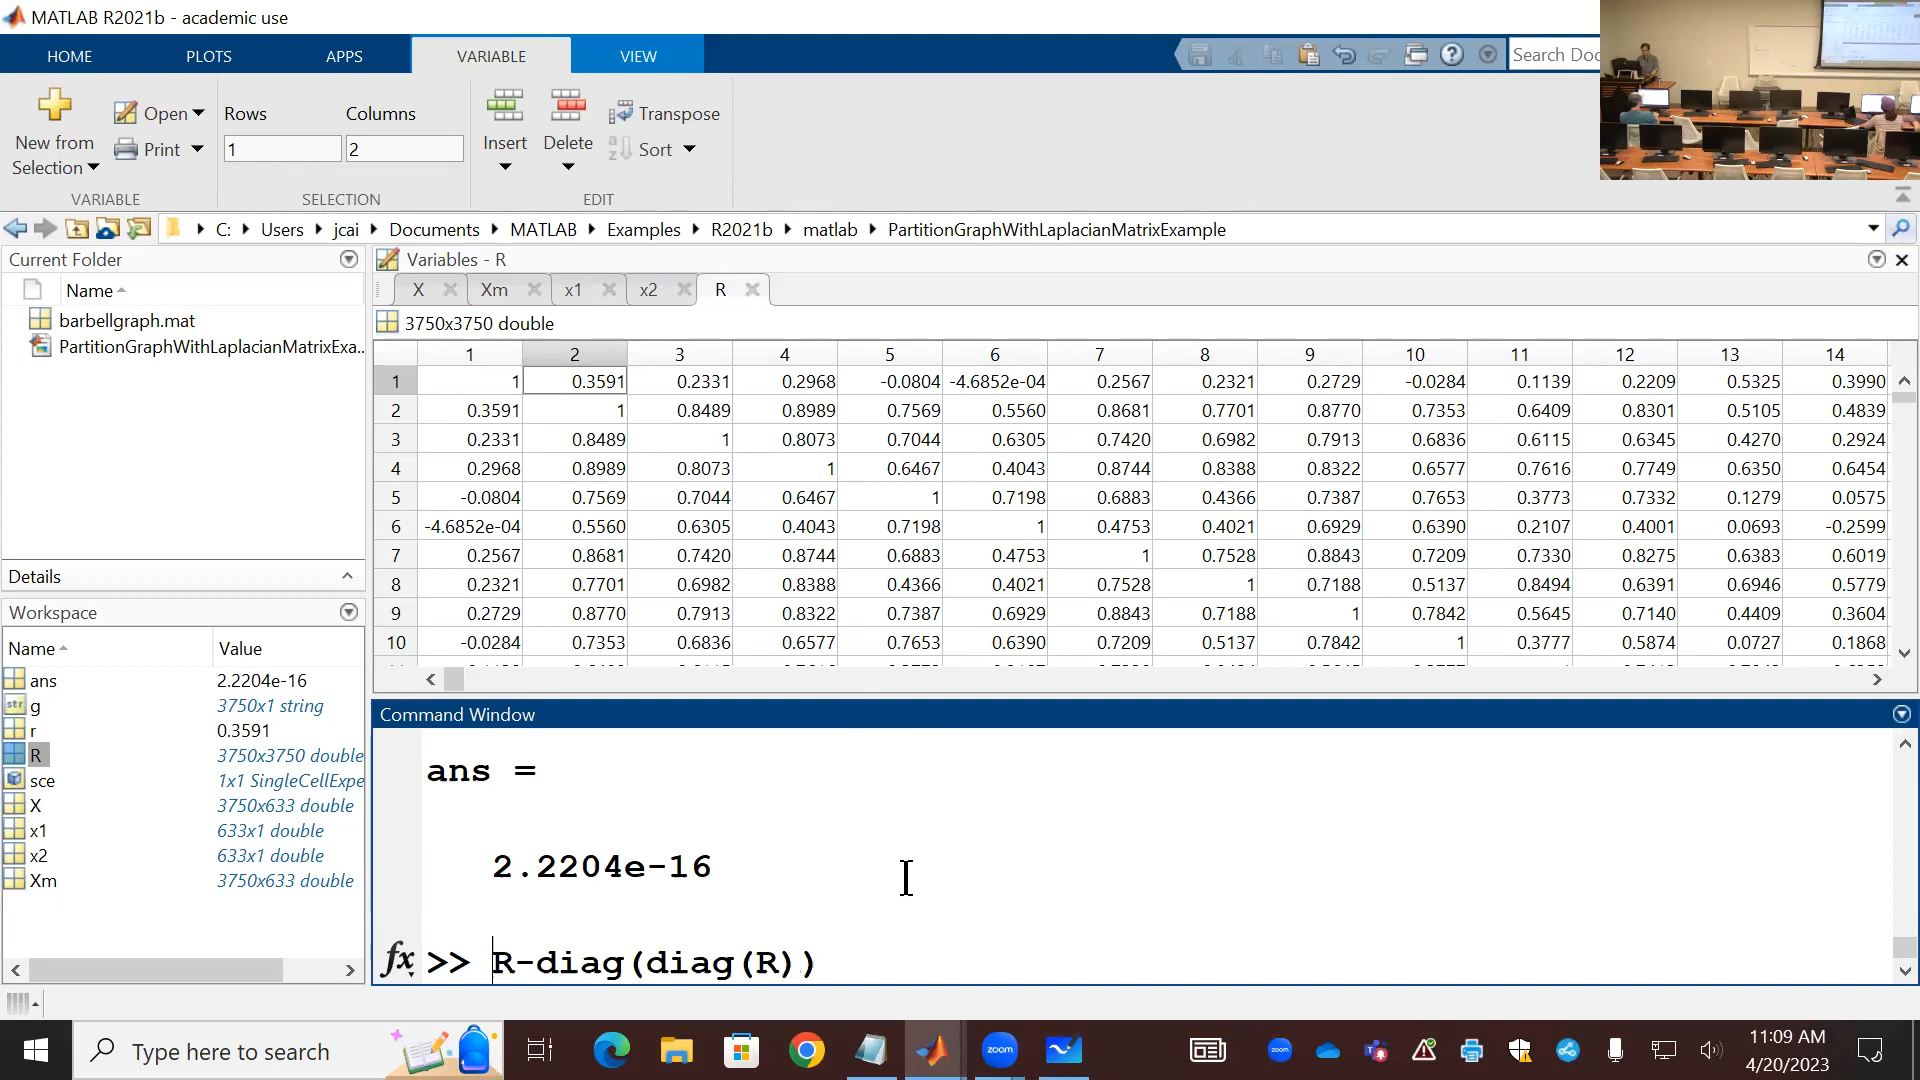 MATLAB R2021b - academic use
HOME PLOTS APPS VARIABLE VIEW
Search Doc
New from Selection
Open
Print
Rows
1
Columns
2
Insert
Delete
Transpose
Sort
VARIABLE SELECTION EDIT
C: Users jcai Documents MATLAB Examples R2021b matlab PartitionGraphWithLaplacianMatrixExample
Current Folder
Name
barbellgraph.mat
PartitionGraphWithLaplacianMatrixExa..
Details
Workspace
Name Value
ans 2.2204e-16
str g 3750x1 string
r 0.3591
R 3750x3750 double
sce 1x1 SingleCellExpe
X 3750x633 double
x1 633x1 double
x2 633x1 double
Xm 3750x633 double
Variables - R
X Xm x1 x2 R
3750x3750 double
1 2 3 4 5 6 7 8 9 10 11 12 13 14
1 1 0.3591 0.2331 0.2968 -0.0804 -4.6852e-04 0.2567 0.2321 0.2729 -0.0284 0.1139 0.2209 0.5325 0.3990
2 0.3591 1 0.8489 0.8989 0.7569 0.5560 0.8681 0.7701 0.8770 0.7353 0.6409 0.8301 0.5105 0.4839
3 0.2331 0.8489 1 0.8073 0.7044 0.6305 0.7420 0.6982 0.7913 0.6836 0.6115 0.6345 0.4270 0.2924
4 0.2968 0.8989 0.8073 1 0.6467 0.4043 0.8744 0.8388 0.8322 0.6577 0.7616 0.7749 0.6350 0.6454
5 -0.0804 0.7569 0.7044 0.6467 1 0.7198 0.6883 0.4366 0.7387 0.7653 0.3773 0.7332 0.1279 0.0575
6 -4.6852e-04 0.5560 0.6305 0.4043 0.7198 1 0.4753 0.4021 0.6929 0.6390 0.2107 0.4001 0.0693 -0.2599
7 0.2567 0.8681 0.7420 0.8744 0.6883 0.4753 1 0.7528 0.8843 0.7209 0.7330 0.8275 0.6383 0.6019
8 0.2321 0.7701 0.6982 0.8388 0.4366 0.4021 0.7528 1 0.7188 0.5137 0.8494 0.6391 0.6946 0.5779
9 0.2729 0.8770 0.7913 0.8322 0.7387 0.6929 0.8843 0.7188 1 0.7842 0.5645 0.7140 0.4409 0.3604
10 -0.0284 0.7353 0.6836 0.6577 0.7653 0.6390 0.7209 0.5137 0.7842 1 0.3777 0.5874 0.0727 0.1868
Command Window
ans =
2.2204e-16
fx >> R-diag(diag(R))
Type here to search
zoom
zoom
11:09 AM
4/20/2023